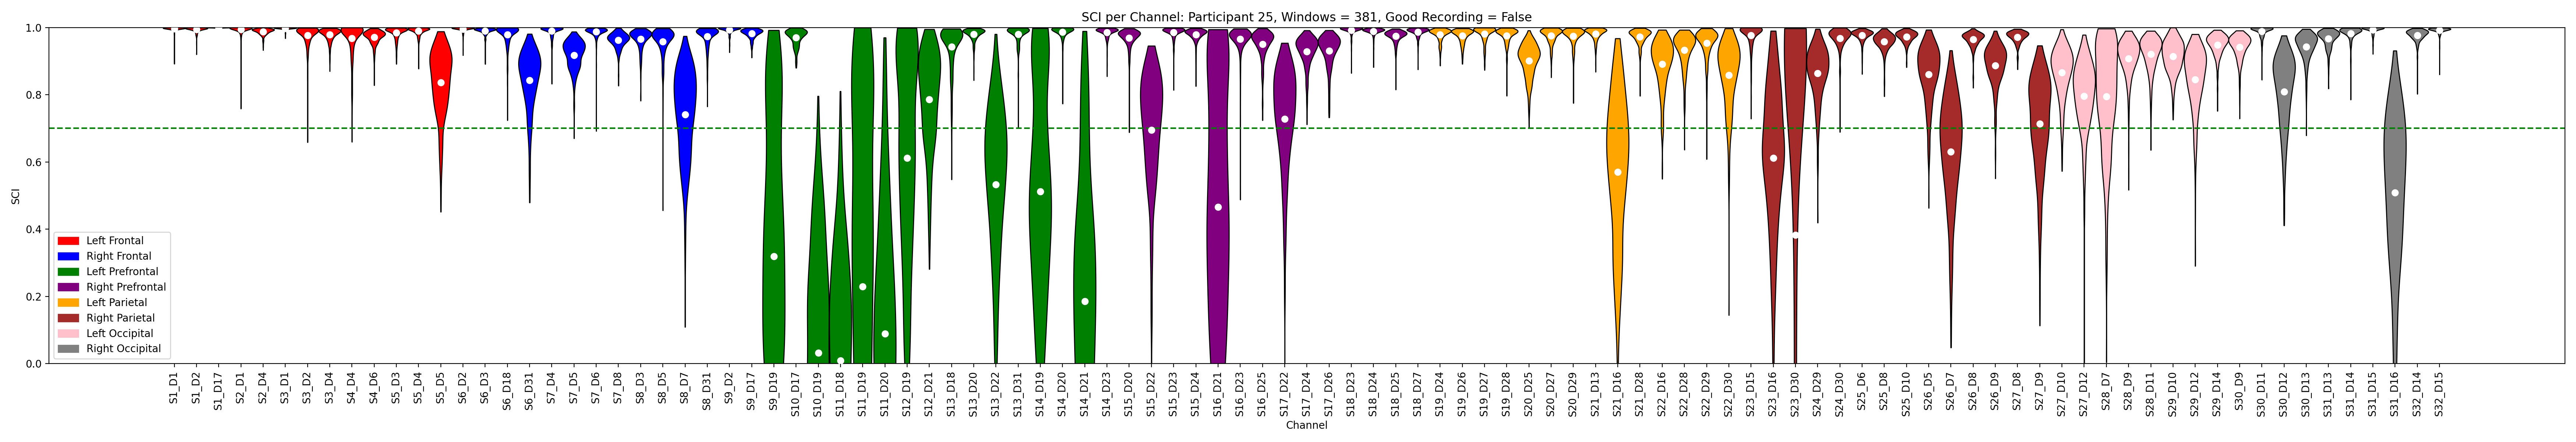 SCI per Channel: Participant 25, Windows = 381, Good Recording = False
1.0
0.8
0.6
0.4
0.2
0.0
SCI
Left Frontal
Right Frontal
Left Prefrontal
Right Prefrontal
Left Parietal
Right Parietal
Left Occipital
Right Occipital
S1_D1
S1_D2
S1_D17
S2_D1
S2_D4
S3_D1
S3_D2
S3_D4
S4_D4
S4_D6
S5_D3
S5_D4
S5_D5
S6_D2
S6_D3
S6_D18
S6_D31
S7_D4
S7_D5
S7_D6
S7_D8
S8_D3
S8_D5
S8_D7
S8_D31
S9_D2
S9_D17
S9_D19
S10_D17
S10_D19
S11_D18
S11_D19
S11_D20
S12_D19
S12_D21
S13_D18
S13_D20
S13_D22
S13_D31
S14_D19
S14_D20
S14_D21
S14_D23
S15_D20
S15_D22
S15_D23
S15_D24
S16_D21
S16_D23
S16_D25
S17_D22
S17_D24
S17_D26
S18_D23
S18_D24
S18_D25
S18_D27
S19_D24
S19_D26
S19_D27
S19_D28
S20_D25
S20_D27
S20_D29
S21_D13
S21_D16
S21_D28
S22_D16
S22_D28
S22_D29
S22_D30
S23_D15
S23_D16
S23_D30
S24_D29
S24_D30
S25_D6
S25_D8
S25_D10
S26_D5
S26_D7
S26_D8
S26_D9
S27_D8
S27_D9
S27_D10
S27_D12
S28_D7
S28_D9
S28_D11
S29_D10
S29_D12
S29_D14
S30_D9
S30_D11
S30_D12
S30_D13
S31_D13
S31_D14
S31_D15
S31_D16
S32_D14
S32_D15
Channel